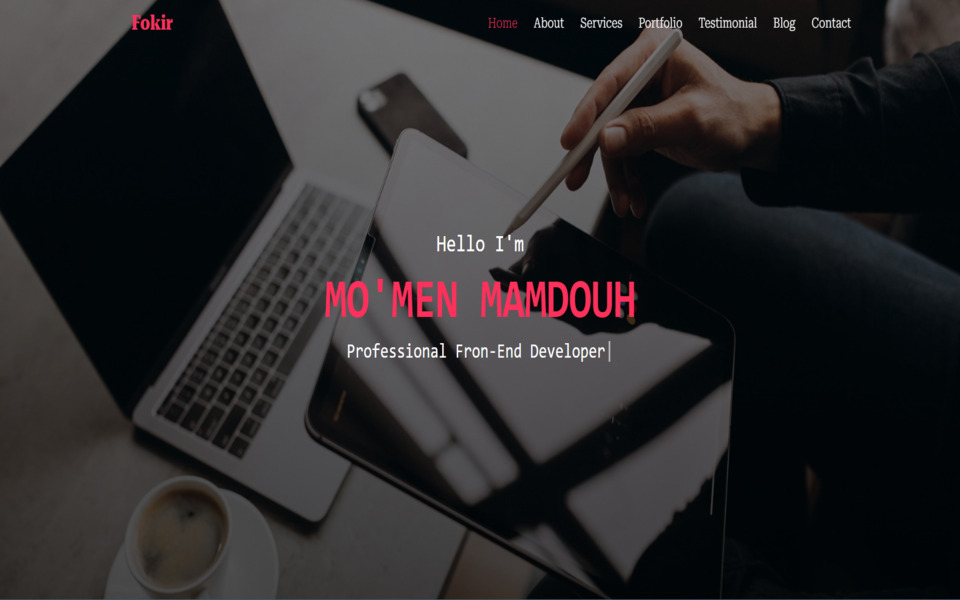 Fokir
Home About Services Portfolio Testimonial Blog Contact
Hello I'm
MO'MEN MAMDOUH
Professional Fron-End Developer